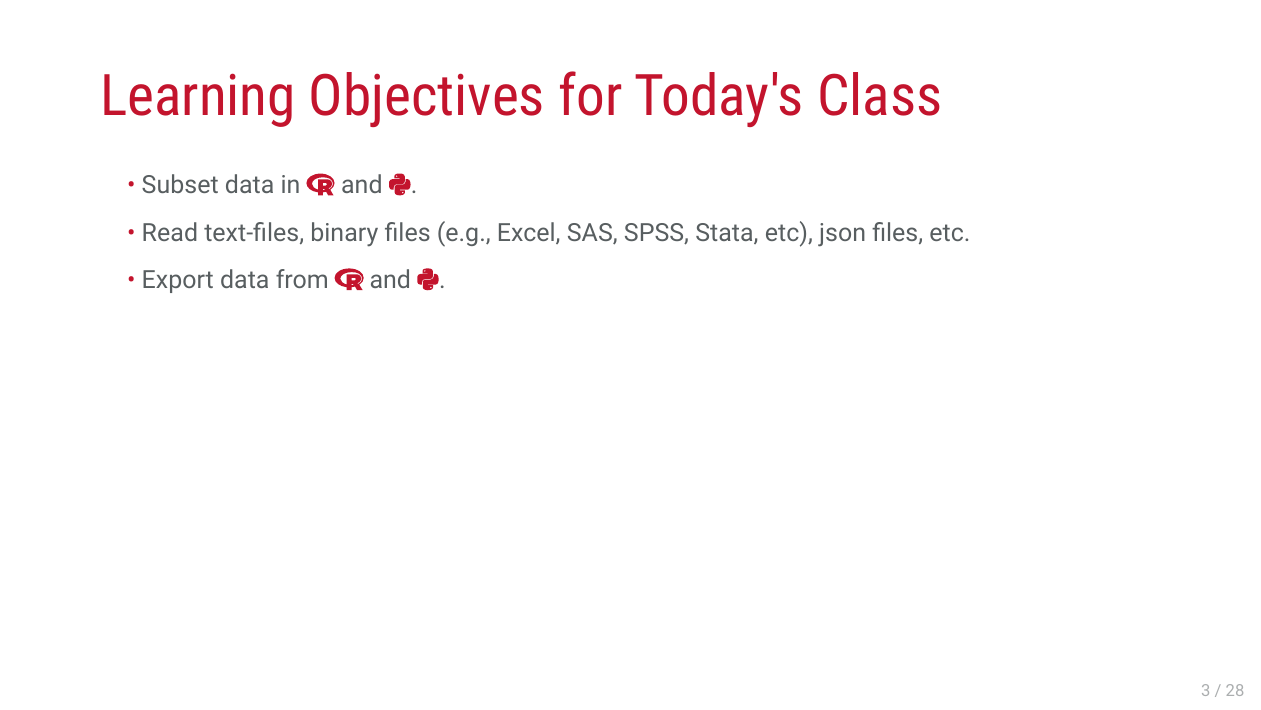 Learning Objectives for Today's Class
• Subset data in R and .
• Read text-files, binary files (e.g., Excel, SAS, SPSS, Stata, etc), json files, etc.
• Export data from R and .
3 / 28